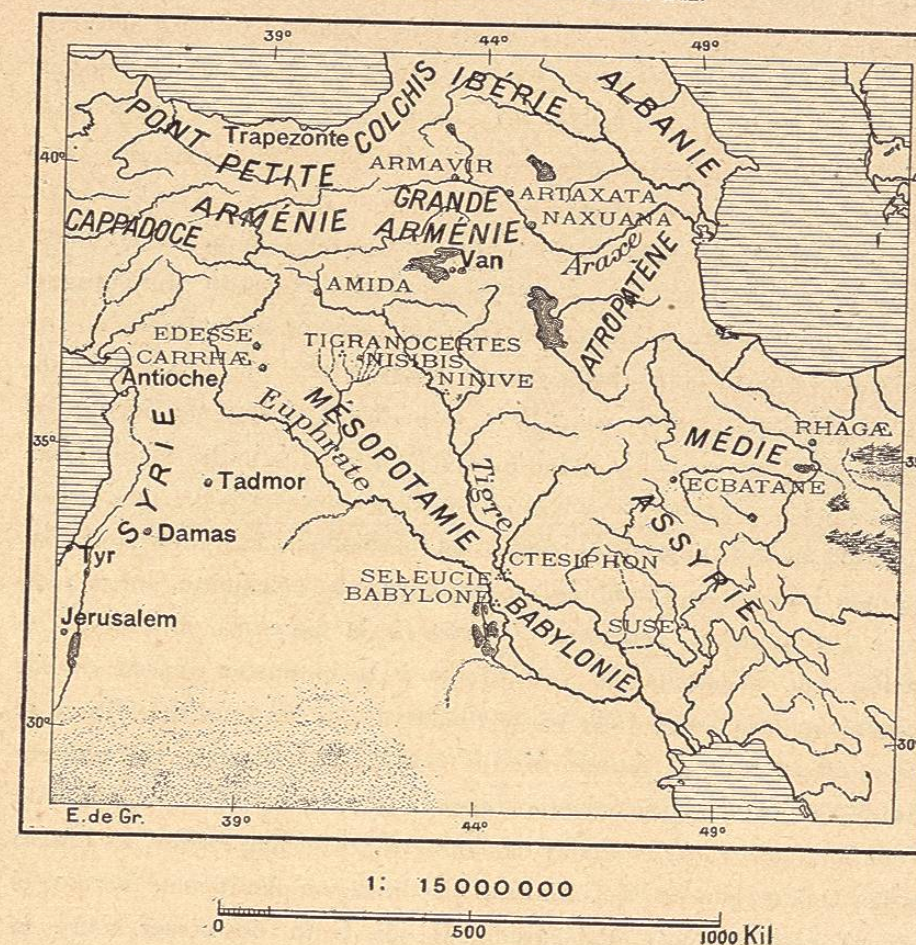 39° 44° 49°
IBÉRIE
ALBANIE
COLCHIS
PONT
Trapezonte
40°
PETITE
ARMÉNIE
ARMAVIR
GRANDE
ARMÉNIE
ARTAXATA
NAXUANA
CAPPADOCE
Araxe
Van
ATROPATÈNE
AMIDA
EDESSE
CARRHÆ
TIGRANOCERTES
NISIBIS
NINIVE
Antioche
MÉSOPOTAMIE
Euphrate
SYRIE
35°
RHAGÆ
MÉDIE
Tadmor
Tigre
ECBATANE
ASSYRIE
Damas
Tyr
CTESIPHON
SELEUCIE
BABYLONE
BABYLONIE
SUSE
Jerusalem
30° 30°
E. de Gr.
39° 44° 49°
1: 15 000 000
0 500 1000 Kil